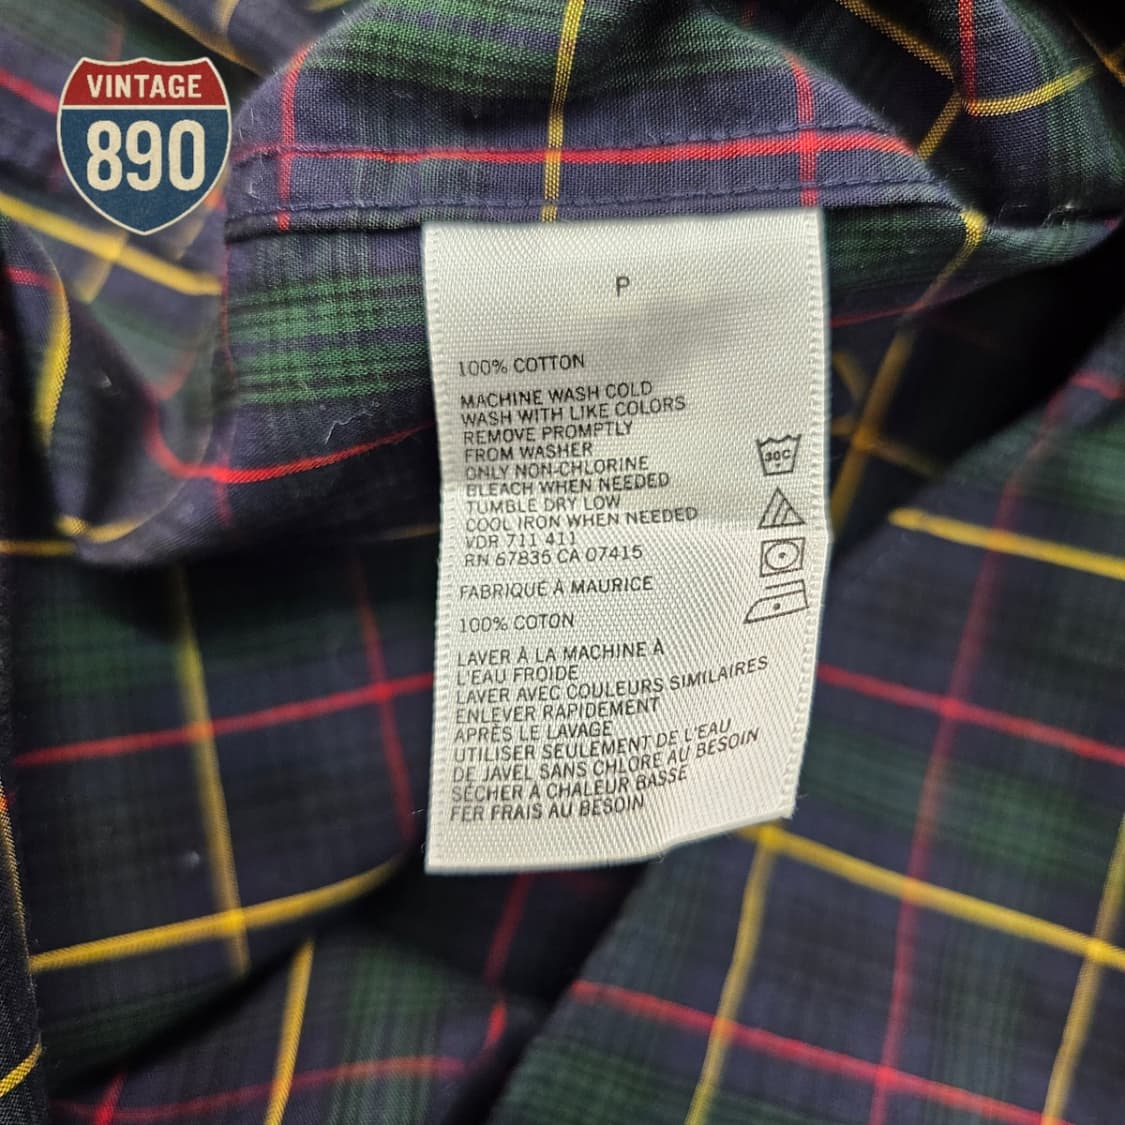 VINTAGE
890
P
100% COTTON
MACHINE WASH COLD
WASH WITH LIKE COLORS
REMOVE PROMPTLY
FROM WASHER
ONLY NON-CHLORINE
BLEACH WHEN NEEDED
TUMBLE DRY LOW
COOL IRON WHEN NEEDED
VDR 711 411
RN 67835 CA 07415
FABRIQUÉ À MAURICE
100% COTON
LAVER À LA MACHINE À
L'EAU FROIDE
LAVER AVEC COULEURS SIMILAIRES
ENLEVER RAPIDEMENT
APRÈS LE LAVAGE
UTILISER SEULEMENT DE L'EAU
DE JAVEL SANS CHLORE AU BESOIN
SÉCHER À CHALEUR BASSE
FER FRAIS AU BESOIN
30C